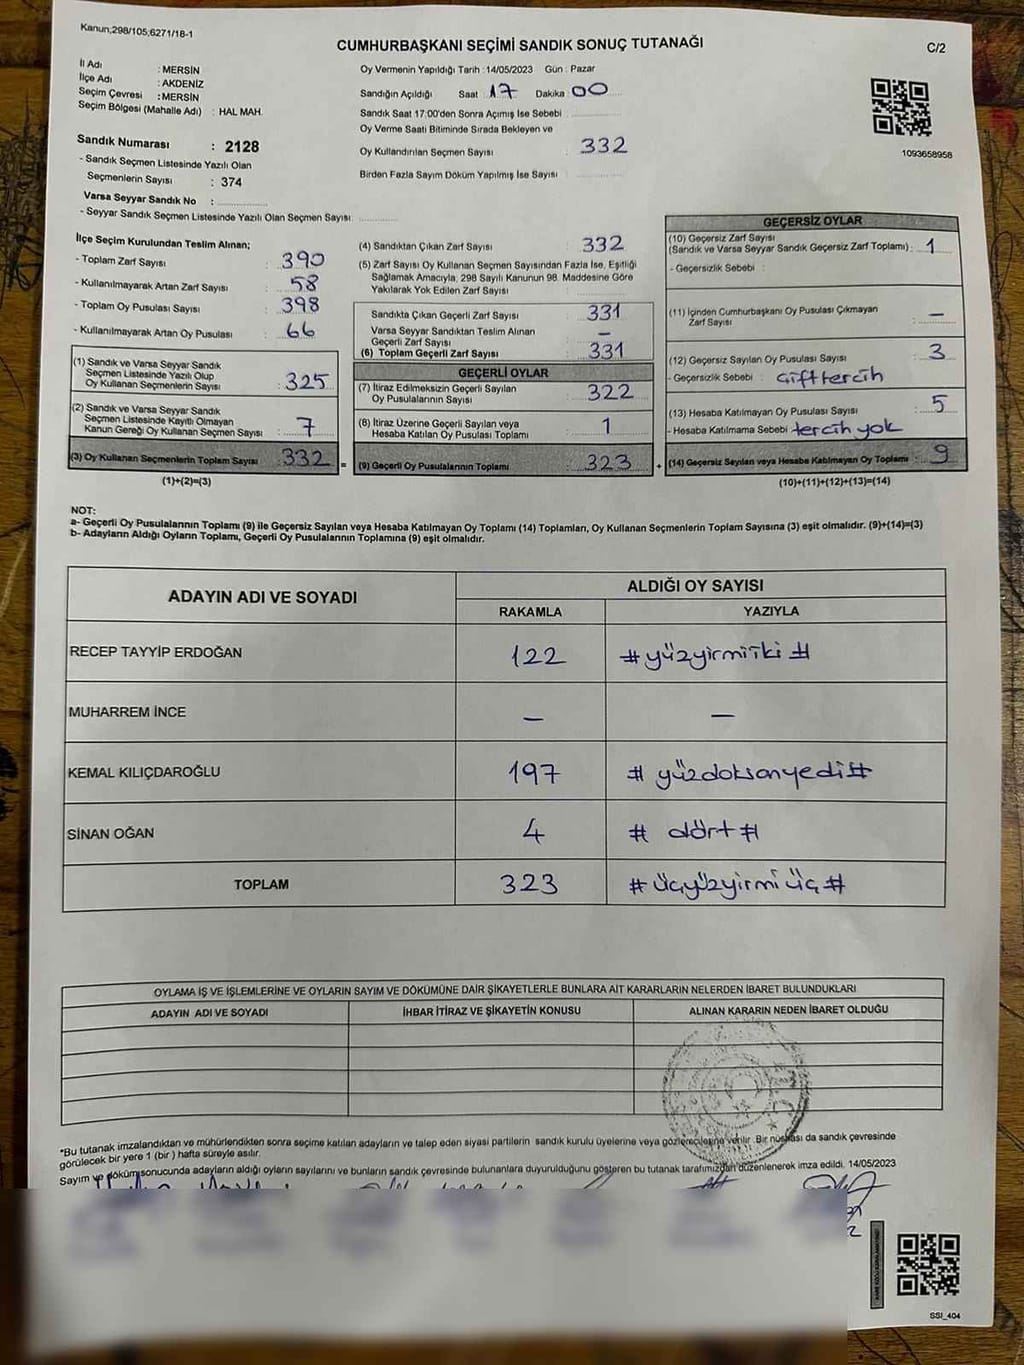 Kanun;298/105;6271/18-1
CUMHURBAŞKANI SEÇİMİ SANDIK SONUÇ TUTANAĞI
C/2
İl Adı : MERSİN
İlçe Adı : AKDENİZ
Seçim Çevresi : MERSİN
Seçim Bölgesi (Mahalle Adı) : HAL MAH.
Oy Vermenin Yapıldığı Tarih : 14/05/2023 Gün : Pazar
Sandığın Açıldığı Saat : 17 Dakika : 00
Sandık Saat 17:00'den Sonra Açılmış İse Sebebi :
Oy Verme Saati Bitiminde Sırada Bekleyen ve
Oy Kullandırılan Seçmen Sayısı : 332
Birden Fazla Sayım Döküm Yapılmış İse Sayısı :
1093658958
Sandık Numarası : 2128
- Sandık Seçmen Listesinde Yazılı Olan
Seçmenlerin Sayısı : 374
Varsa Seyyar Sandık No :
- Seyyar Sandık Seçmen Listesinde Yazılı Olan Seçmen Sayısı:
İlçe Seçim Kurulundan Teslim Alınan;
- Toplam Zarf Sayısı : 390
- Kullanılmayarak Artan Zarf Sayısı : 58
- Toplam Oy Pusulası Sayısı : 398
- Kullanılmayarak Artan Oy Pusulası : 66
(1) Sandık ve Varsa Seyyar Sandık
Seçmen Listesinde Yazılı Olup
Oy Kullanan Seçmenlerin Sayısı : 325
(2) Sandık ve Varsa Seyyar Sandık
Seçmen Listesinde Kayıtlı Olmayan
Kanun Gereği Oy Kullanan Seçmen Sayısı : 7
(3) Oy Kullanan Seçmenlerin Toplam Sayısı : 332 =
(1)+(2)=(3)
(4) Sandıktan Çıkan Zarf Sayısı : 332
(5) Zarf Sayısı Oy Kullanan Seçmen Sayısından Fazla İse, Eşitliği
Sağlamak Amacıyla, 298 Sayılı Kanunun 98. Maddesine Göre
Yakılarak Yok Edilen Zarf Sayısı :
Sandıkta Çıkan Geçerli Zarf Sayısı : 331
Varsa Seyyar Sandıktan Teslim Alınan
Geçerli Zarf Sayısı : –
(6) Toplam Geçerli Zarf Sayısı : 331
GEÇERLİ OYLAR
(7) İtiraz Edilmeksizin Geçerli Sayılan
Oy Pusulalarının Sayısı : 322
(8) İtiraz Üzerine Geçerli Sayılan veya
Hesaba Katılan Oy Pusulası Toplamı : 1
(9) Geçerli Oy Pusulalarının Toplamı : 323 +
GEÇERSİZ OYLAR
(10) Geçersiz Zarf Sayısı
(Sandık ve Varsa Seyyar Sandık Geçersiz Zarf Toplamı) : 1
- Geçersizlik Sebebi :
(11) İçinden Cumhurbaşkanı Oy Pusulası Çıkmayan
Zarf Sayısı : –
(12) Geçersiz Sayılan Oy Pusulası Sayısı : 3
- Geçersizlik Sebebi : Çift tercih
(13) Hesaba Katılmayan Oy Pusulası Sayısı : 5
- Hesaba Katılmama Sebebi : tercih yok
(14) Geçersiz Sayılan veya Hesaba Katılmayan Oy Toplamı : 9
(10)+(11)+(12)+(13)=(14)
NOT:
a- Geçerli Oy Pusulalarının Toplamı (9) ile Geçersiz Sayılan veya Hesaba Katılmayan Oy Toplamı (14) Toplamları, Oy Kullanan Seçmenlerin Toplam Sayısına (3) eşit olmalıdır. (9)+(14)=(3)
b- Adayların Aldığı Oyların Toplamı, Geçerli Oy Pusulalarının Toplamına (9) eşit olmalıdır.
ADAYIN ADI VE SOYADI
ALDIĞI OY SAYISI
RAKAMLA YAZIYLA
RECEP TAYYİP ERDOĞAN 122 # yüzyirmiiki #
MUHARREM İNCE – –
KEMAL KILIÇDAROĞLU 197 # yüzdoksanyedi #
SİNAN OĞAN 4 # dört #
TOPLAM 323 # üçyüzyirmi üç #
OYLAMA İŞ VE İŞLEMLERİNE VE OYLARIN SAYIM VE DÖKÜMÜNE DAİR ŞİKAYETLERLE BUNLARA AİT KARARLARIN NELERDEN İBARET BULUNDUKLARI
ADAYIN ADI VE SOYADI İHBAR İTİRAZ VE ŞİKAYETİN KONUSU ALINAN KARARIN NEDEN İBARET OLDUĞU
*Bu tutanak imzalandıktan ve mühürlendikten sonra seçime katılan adayların ve talep eden siyasi partilerin sandık kurulu üyelerine veya gözlemcilerine verilir. Bir nüshası da sandık çevresinde
görülecek bir yere 1 (bir) hafta süreyle asılır.
Sayım ve döküm sonucunda adayların aldığı oyların sayılarını ve bunların sandık çevresinde bulunanlara duyurulduğunu gösteren bu tutanak tarafımızdan düzenlenerek imza edildi. 14/05/2023
SSI_404